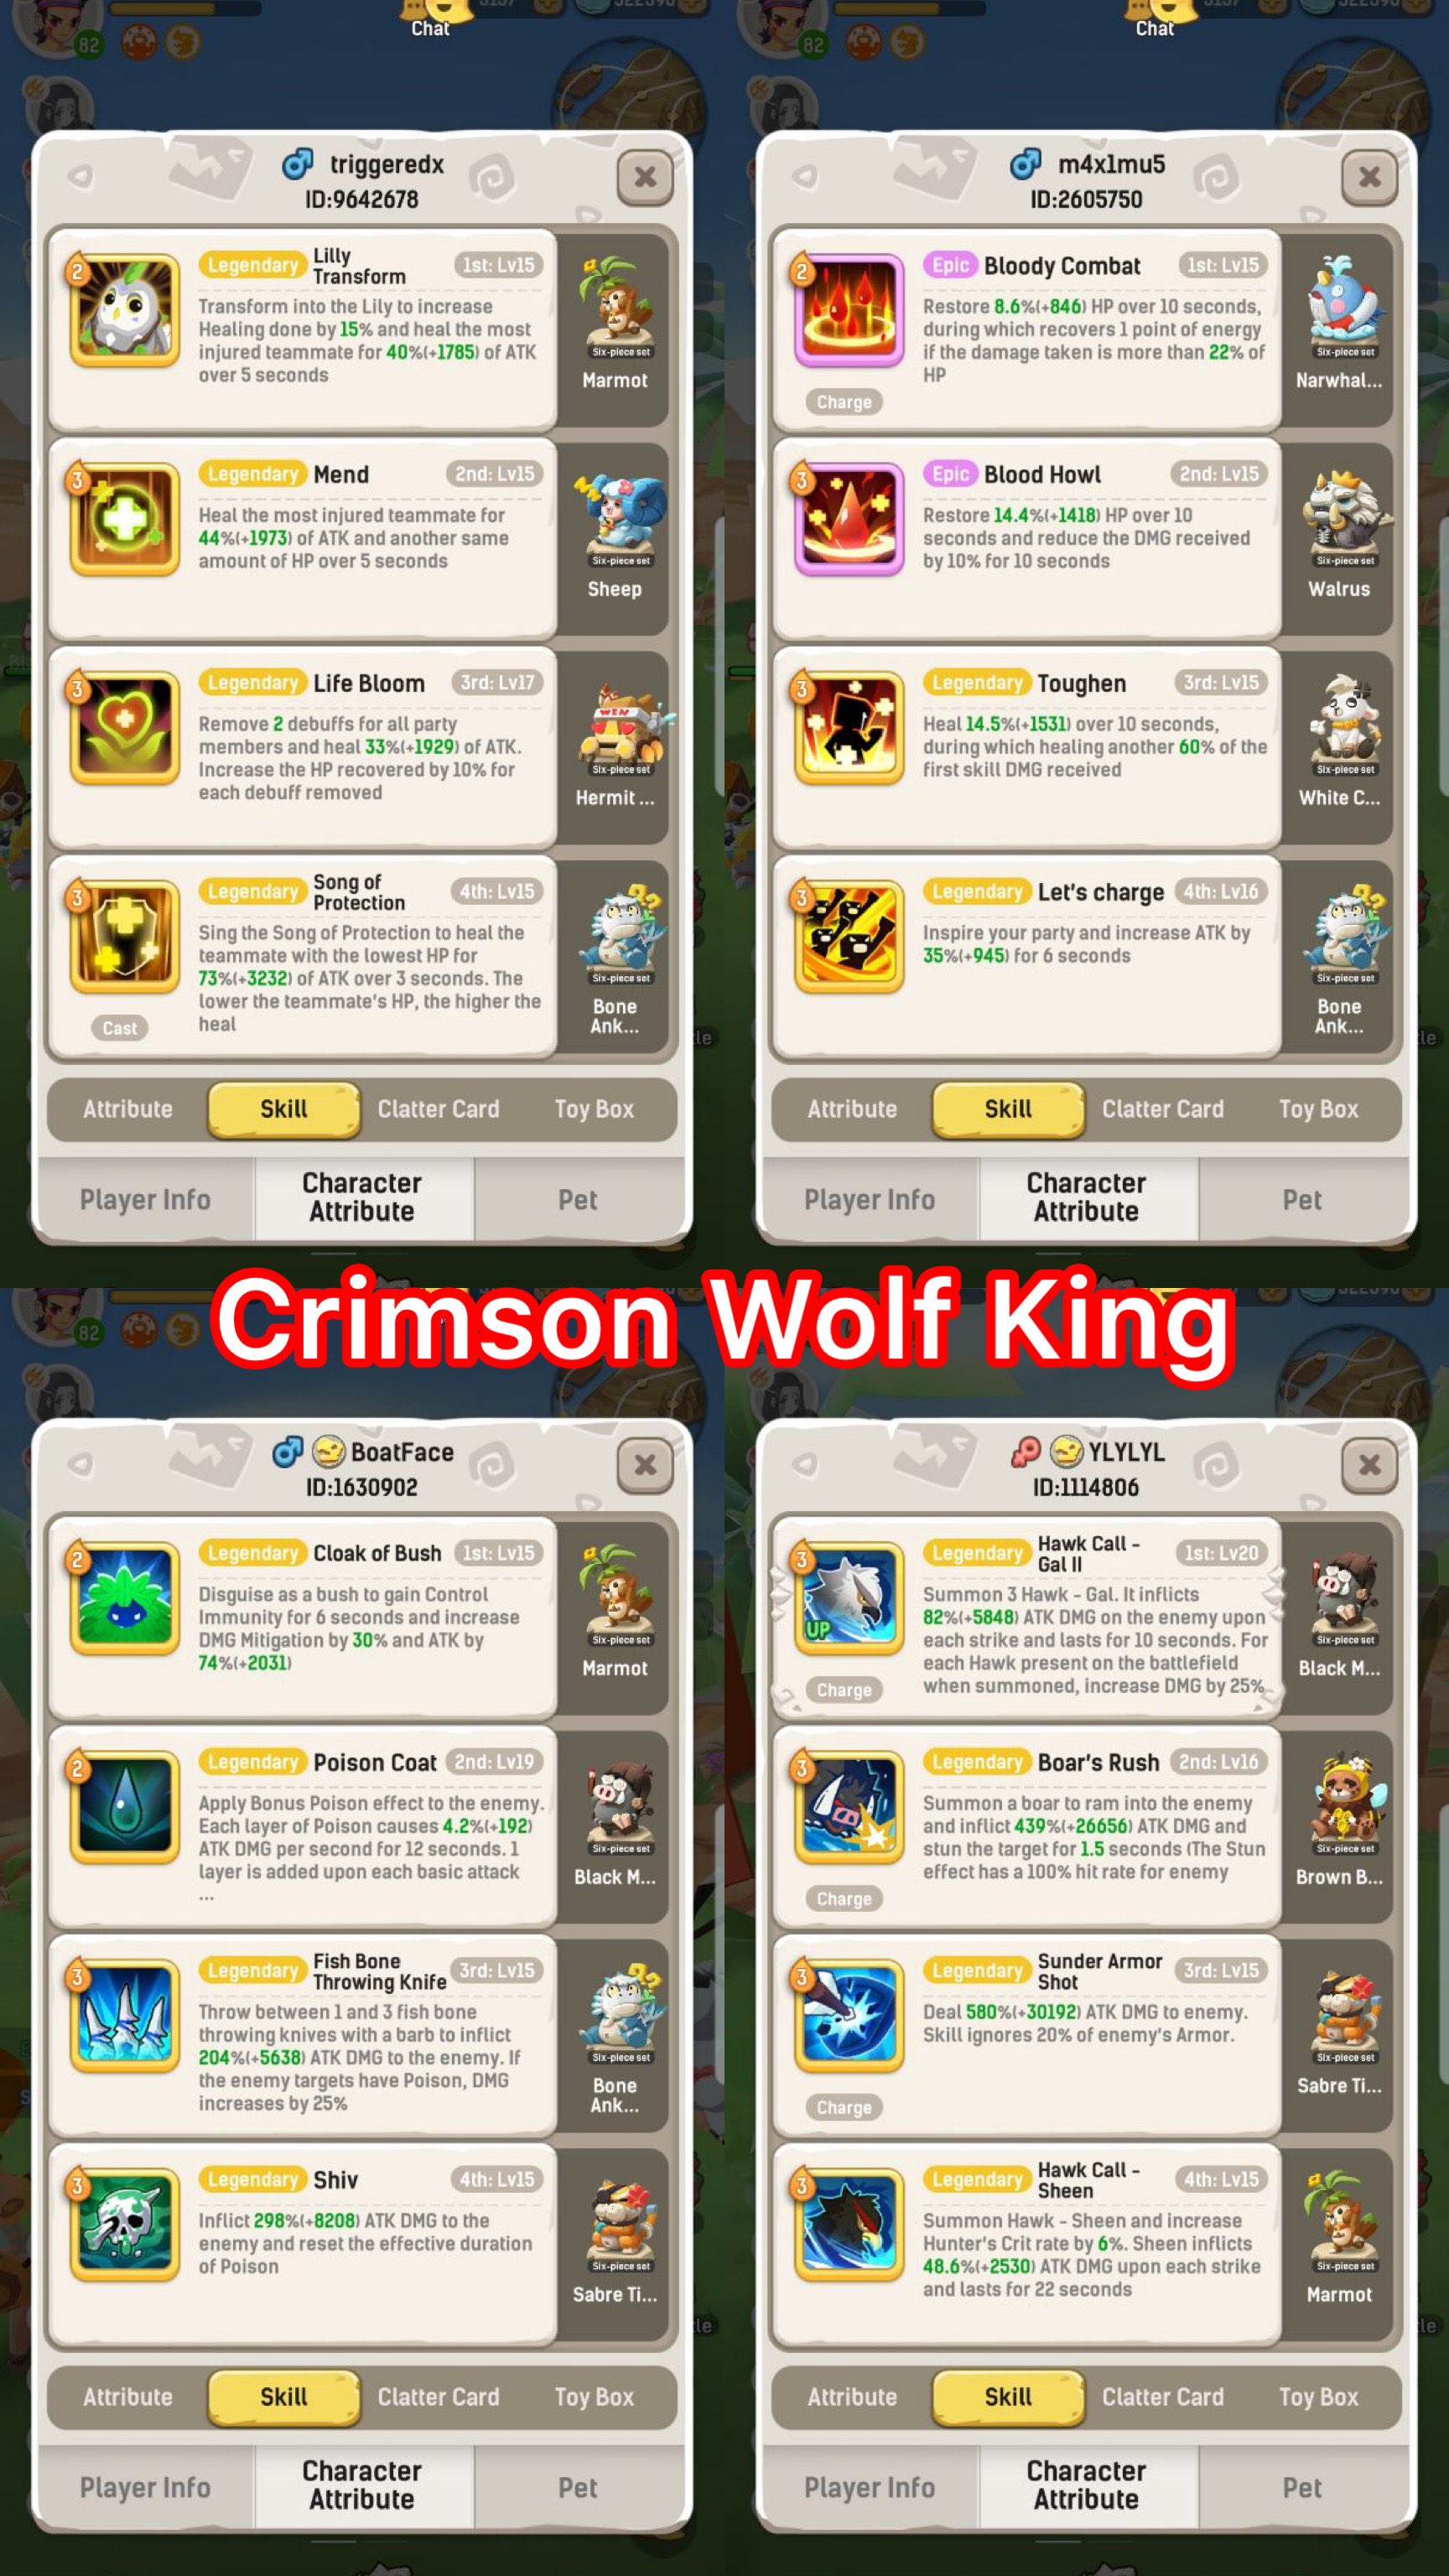 Chat
82
triggeredx
ID:9642678
2
Legendary
Lilly
Transform
1st: Lv15
Transform into the Lily to increase
Healing done by 15% and heal the most
injured teammate for 40%(+1785) of ATK
over 5 seconds
Six-piece set
Marmot
3
Legendary
Mend
2nd: Lv15
Heal the most injured teammate for
44%(+1973) of ATK and another same
amount of HP over 5 seconds
Six-piece set
Sheep
3
Legendary
Life Bloom
3rd: Lv17
Remove 2 debuffs for all party
members and heal 33%(+1929) of ATK.
Increase the HP recovered by 10% for
each debuff removed
WEN
Six-piece set
Hermit ...
3
Legendary
Song of
Protection
4th: Lv15
Sing the Song of Protection to heal the
teammate with the lowest HP for
73%(+3232) of ATK over 3 seconds. The
lower the teammate's HP, the higher the
heal
Cast
Six-piece set
Bone
Ank...
Attribute
Skill
Clatter Card
Toy Box
Player Info
Character
Attribute
Pet
Chat
82
m4x1mu5
ID:2605750
2
Epic
Bloody Combat
1st: Lv15
Restore 8.6%(+846) HP over 10 seconds,
during which recovers 1 point of energy
if the damage taken is more than 22% of
HP
Charge
Six-piece set
Narwhal...
3
Epic
Blood Howl
2nd: Lv15
Restore 14.4%(+1418) HP over 10
seconds and reduce the DMG received
by 10% for 10 seconds
Six-piece set
Walrus
3
Legendary
Toughen
3rd: Lv15
Heal 14.5%(+1531) over 10 seconds,
during which healing another 60% of the
first skill DMG received
Six-piece set
White C...
3
Legendary
Let's charge
4th: Lv16
Inspire your party and increase ATK by
35%(+945) for 6 seconds
Six-piece set
Bone
Ank...
Attribute
Skill
Clatter Card
Toy Box
Player Info
Character
Attribute
Pet
Crimson Wolf King
82
BoatFace
ID:1630902
2
Legendary
Cloak of Bush
1st: Lv15
Disguise as a bush to gain Control
Immunity for 6 seconds and increase
DMG Mitigation by 30% and ATK by
74%(+2031)
Six-piece set
Marmot
2
Legendary
Poison Coat
2nd: Lv19
Apply Bonus Poison effect to the enemy.
Each layer of Poison causes 4.2%(+192)
ATK DMG per second for 12 seconds. 1
layer is added upon each basic attack
...
Six-piece set
Black M...
3
Legendary
Fish Bone
Throwing Knife
3rd: Lv15
Throw between 1 and 3 fish bone
throwing knives with a barb to inflict
204%(+5638) ATK DMG to the enemy. If
the enemy targets have Poison, DMG
increases by 25%
Six-piece set
Bone
Ank...
3
Legendary
Shiv
4th: Lv15
Inflict 298%(+8208) ATK DMG to the
enemy and reset the effective duration
of Poison
Six-piece set
Sabre Ti...
Attribute
Skill
Clatter Card
Toy Box
Player Info
Character
Attribute
Pet
YLYLYL
ID:1114806
3
UP
Legendary
Hawk Call -
Gal II
1st: Lv20
Summon 3 Hawk - Gal. It inflicts
82%(+5848) ATK DMG on the enemy upon
each strike and lasts for 10 seconds. For
each Hawk present on the battlefield
when summoned, increase DMG by 25%
Charge
Six-piece set
Black M...
3
Legendary
Boar's Rush
2nd: Lv16
Summon a boar to ram into the enemy
and inflict 439%(+26656) ATK DMG and
stun the target for 1.5 seconds (The Stun
effect has a 100% hit rate for enemy
Charge
Six-piece set
Brown B...
3
Legendary
Sunder Armor
Shot
3rd: Lv15
Deal 580%(+30192) ATK DMG to enemy.
Skill ignores 20% of enemy's Armor.
Charge
Six-piece set
Sabre Ti...
3
Legendary
Hawk Call -
Sheen
4th: Lv15
Summon Hawk - Sheen and increase
Hunter's Crit rate by 6%. Sheen inflicts
48.6%(+2530) ATK DMG upon each strike
and lasts for 22 seconds
Six-piece set
Marmot
Attribute
Skill
Clatter Card
Toy Box
Player Info
Character
Attribute
Pet